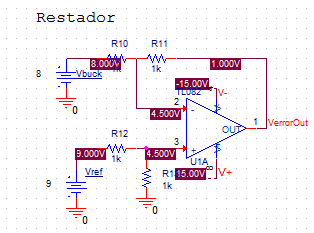 Restador
R10 R11
8.000V 1.000V
1k 1k
8 Vbuck
-15.00V
TL082 V-
2
4.500V
-
0
OUT 1 VerrorOut
R12
3
9.000V 4.500V +
1k U1A
Vref -15.00V V+
9 1k
0 0